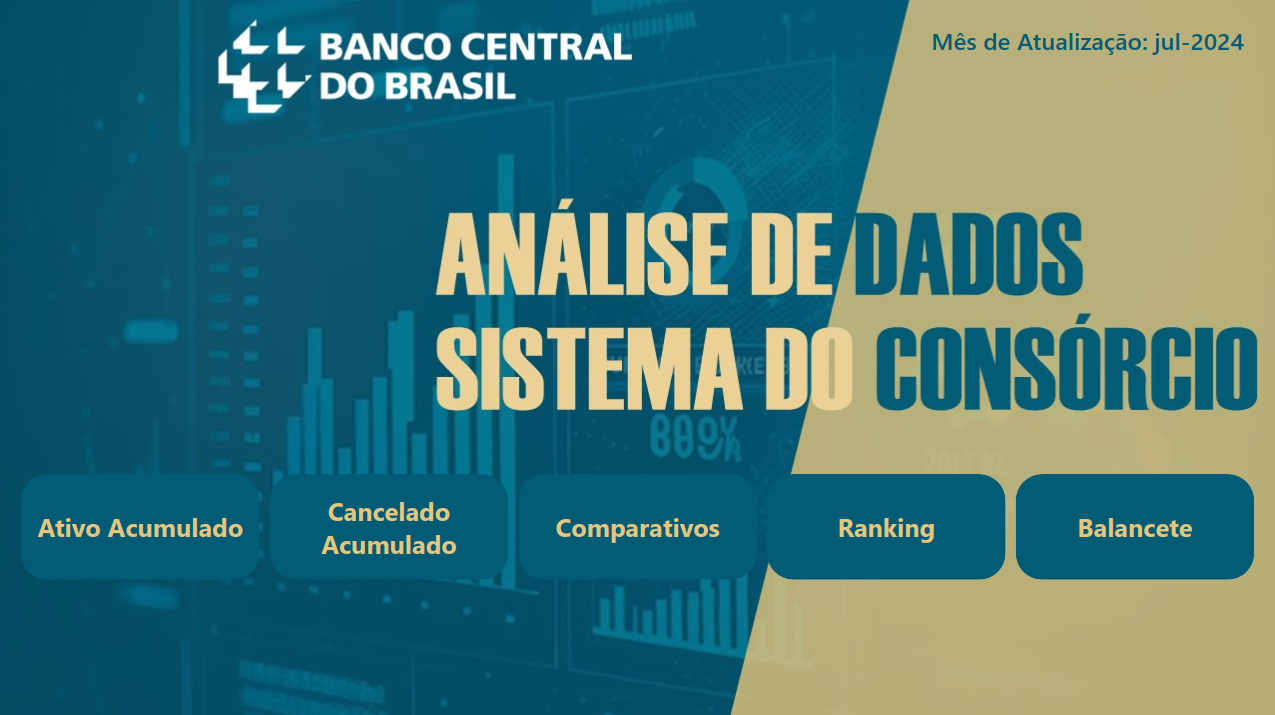 BANCO CENTRAL
DO BRASIL
Mês de Atualização: jul-2024
ANÁLISE DE DADOS
SISTEMA DO CONSÓRCIO
Ativo Acumulado
Cancelado
Acumulado
Comparativos
Ranking
Balancete